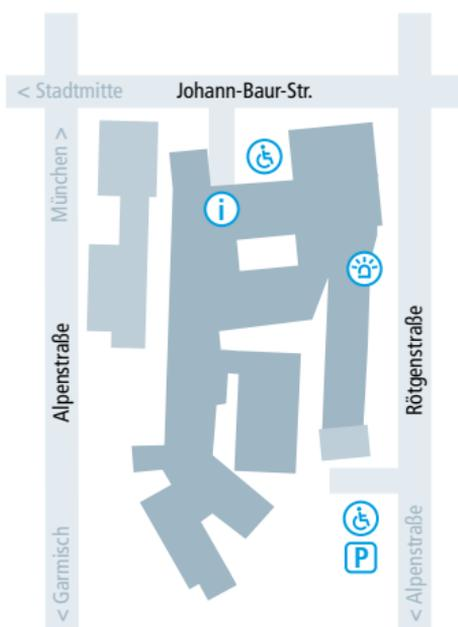 < Stadtmitte
Johann-Baur-Str.
München >
i
Alpenstraße
Rötgenstraße
< Garmisch
< Alpenstraße
P